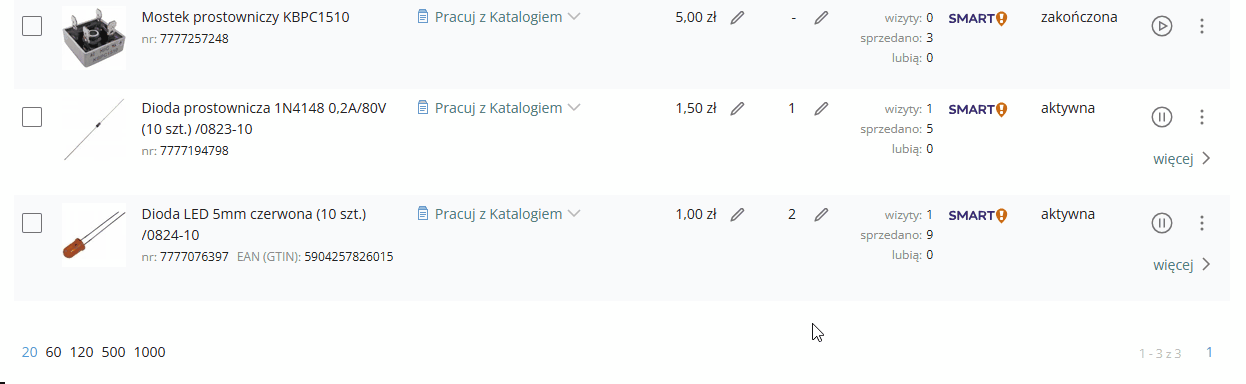 Mostek prostowniczy KBPC1510 Pracuj z Katalogiem 5,00 zł - wizyty: 0 SMART! zakończona
nr: 7777257248 sprzedano: 3
lubią: 0
Dioda prostownicza 1N4148 0,2A/80V Pracuj z Katalogiem 1,50 zł 1 wizyty: 1 SMART! aktywna
(10 szt.) /0823-10 sprzedano: 5
nr: 7777194798 lubią: 0
więcej
Dioda LED 5mm czerwona (10 szt.) Pracuj z Katalogiem 1,00 zł 2 wizyty: 1 SMART! aktywna
/0824-10 sprzedano: 9
nr: 7777076397 EAN (GTIN): 5904257826015 lubią: 0
więcej
20 60 120 500 1000 1 - 3 z 3 1